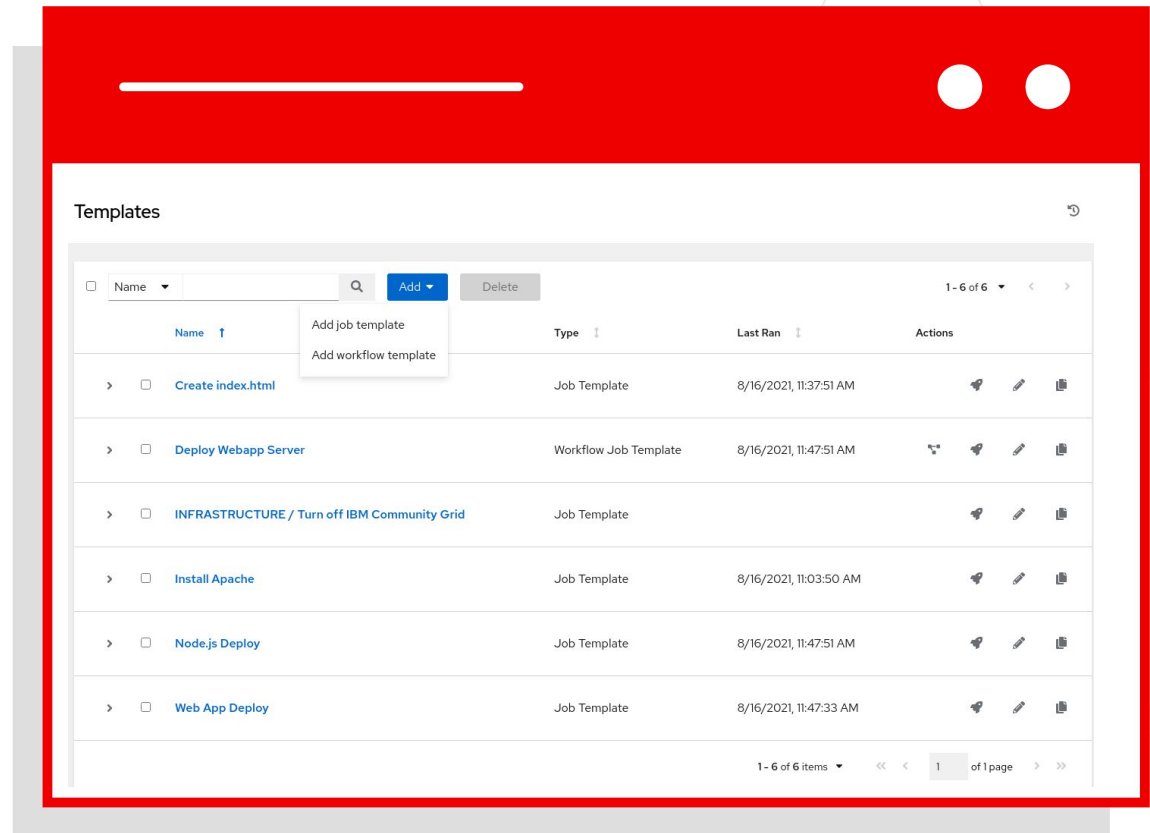 Templates
Name Add Delete 1 - 6 of 6
Add job template
Add workflow template
Name Type Last Ran Actions
Create index.html Job Template 8/16/2021, 11:37:51 AM
Deploy Webapp Server Workflow Job Template 8/16/2021, 11:47:51 AM
INFRASTRUCTURE / Turn off IBM Community Grid Job Template
Install Apache Job Template 8/16/2021, 11:03:50 AM
Node.js Deploy Job Template 8/16/2021, 11:47:51 AM
Web App Deploy Job Template 8/16/2021, 11:47:33 AM
1 - 6 of 6 items 1 of 1 page